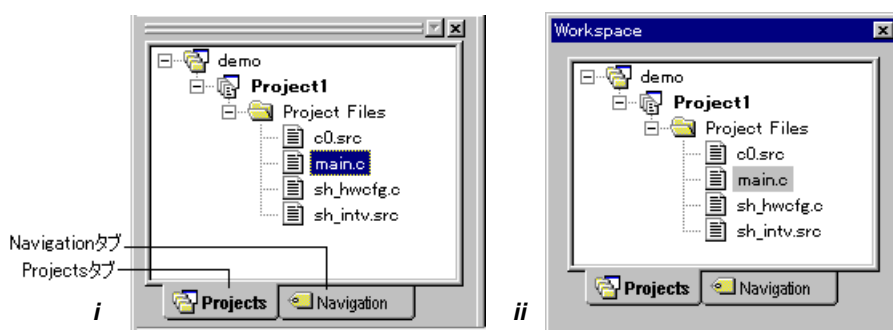 demo
Project1
Project Files
c0.src
main.c
sh_hwcfg.c
sh_intv.src
Navigationタブ
Projectsタブ
Projects
Navigation
i
Workspace
demo
Project1
Project Files
c0.src
main.c
sh_hwcfg.c
sh_intv.src
Projects
Navigation
ii